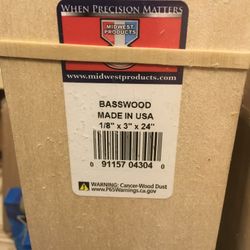 WHEN PRECISION MATTERS
MIDWEST
PRODUCTS
www.midwestproducts.com
BASSWOOD
MADE IN USA
1/8" x 3" x 24"
0 91157 04304 0
WARNING: Cancer-Wood Dust
www.P65Warnings.ca.gov